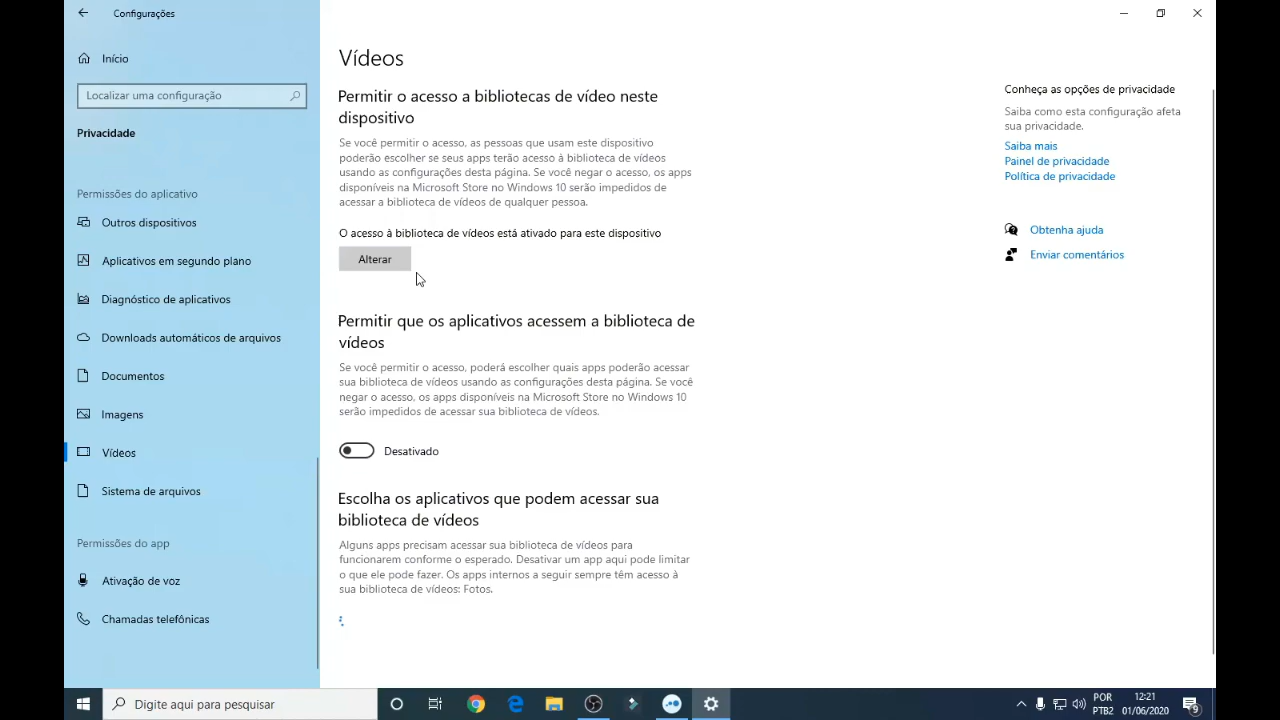 Configurações
Início
Localizar uma configuração
Privacidade
Permissões do aplicativo
Outros dispositivos
Aplicativos em segundo plano
Diagnóstico de aplicativos
Downloads automáticos de arquivos
Documentos
Imagens
Vídeos
Sistema de arquivos
Permissões do app
Ativação de voz
Chamadas telefônicas
Vídeos
Permitir o acesso a bibliotecas de vídeo neste
dispositivo
Se você permitir o acesso, as pessoas que usam este dispositivo
poderão escolher se seus apps terão acesso à biblioteca de vídeos
usando as configurações desta página. Se você negar o acesso, os apps
disponíveis na Microsoft Store no Windows 10 serão impedidos de
acessar a biblioteca de vídeos de qualquer pessoa.
O acesso à biblioteca de vídeos está ativado para este dispositivo
Alterar
Permitir que os aplicativos acessem a biblioteca de
vídeos
Se você permitir o acesso, poderá escolher quais apps poderão acessar
sua biblioteca de vídeos usando as configurações desta página. Se você
negar o acesso, os apps disponíveis na Microsoft Store no Windows 10
serão impedidos de acessar sua biblioteca de vídeos.
Desativado
Escolha os aplicativos que podem acessar sua
biblioteca de vídeos
Alguns apps precisam acessar sua biblioteca de vídeos para
funcionarem conforme o esperado. Desativar um app aqui pode limitar
o que ele pode fazer. Os apps internos a seguir sempre têm acesso à
sua biblioteca de vídeos: Fotos.
Conheça as opções de privacidade
Saiba como esta configuração afeta
sua privacidade.
Saiba mais
Painel de privacidade
Política de privacidade
Obtenha ajuda
Enviar comentários
Digite aqui para pesquisar
POR
PTB2
12:21
01/06/2020
9